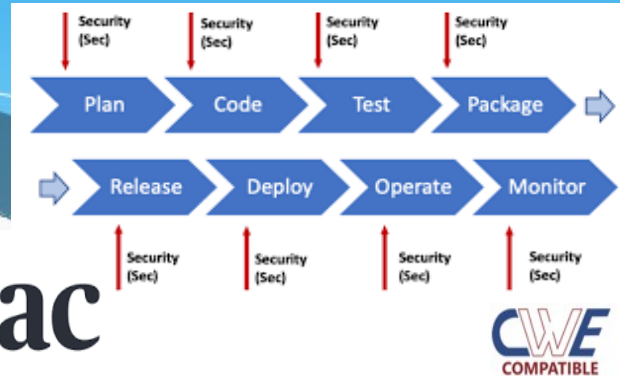 Security Security Security Security
(Sec) (Sec) (Sec) (Sec)
Plan Code Test Package
Release Deploy Operate Monitor
Security Security Security Security
(Sec) (Sec) (Sec) (Sec)
ac
CWE
COMPATIBLE